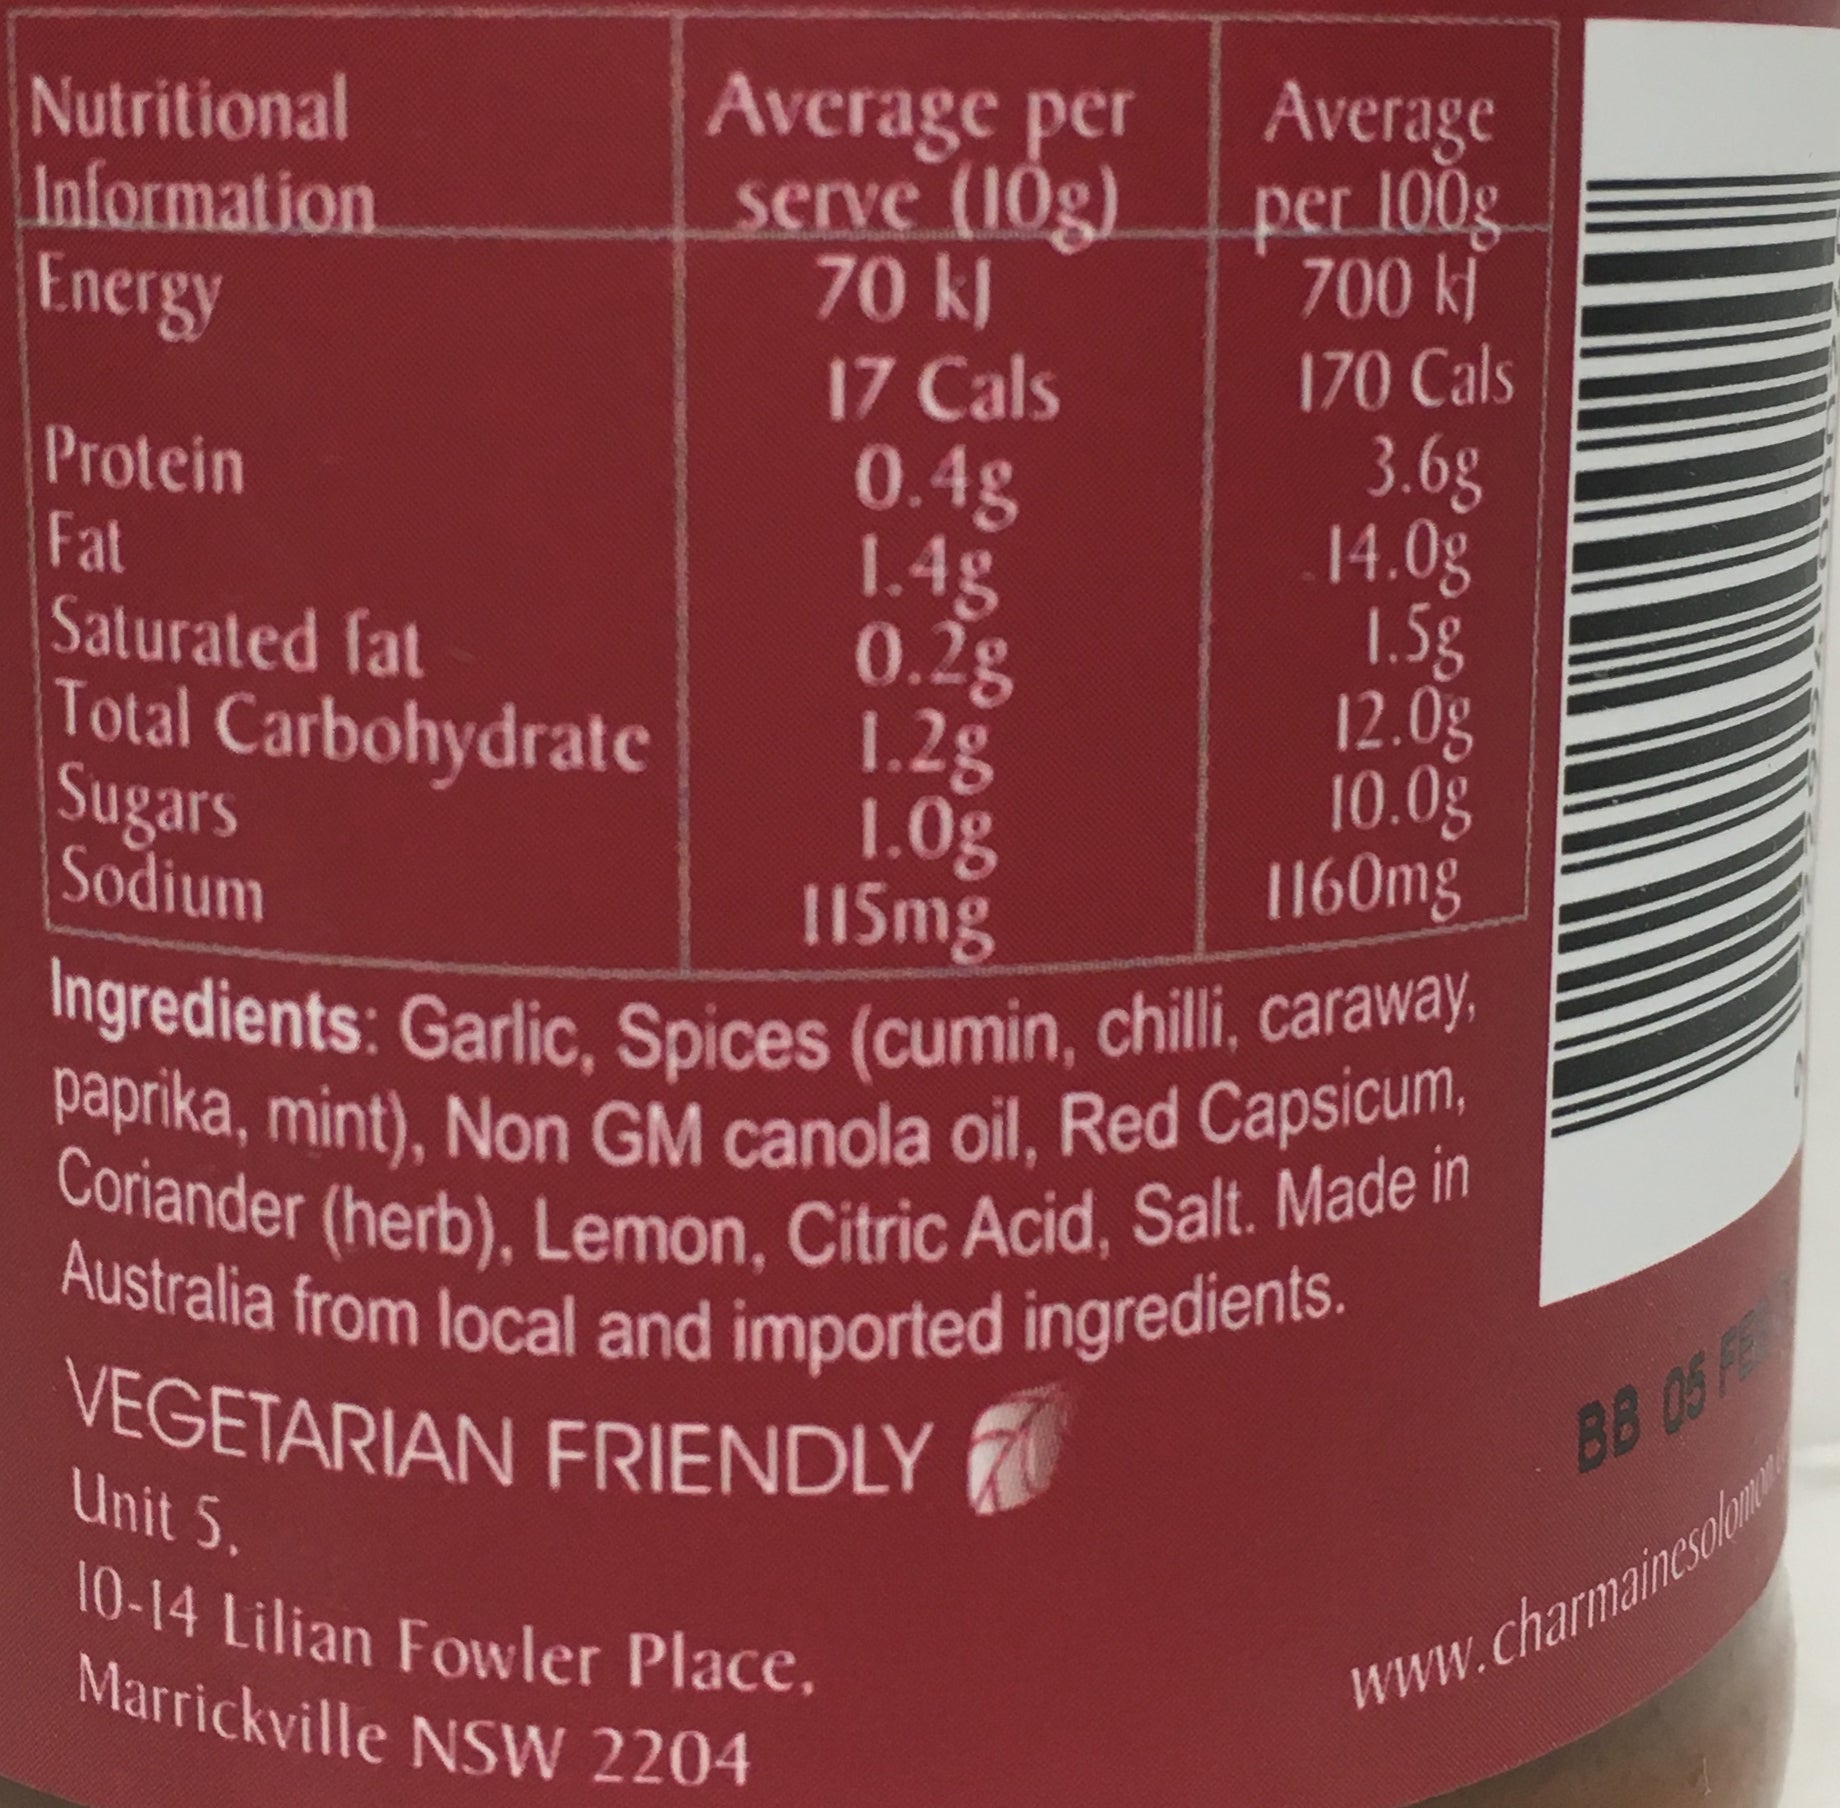 Nutritional Information Average per serve (10g) Average per 100g
Energy 70 kJ 700 kJ
17 Cals 170 Cals
Protein 0.4g 3.6g
Fat 1.4g 14.0g
Saturated fat 0.2g 1.5g
Total Carbohydrate 1.2g 12.0g
Sugars 1.0g 10.0g
Sodium 115mg 1160mg
Ingredients: Garlic, Spices (cumin, chilli, caraway,
paprika, mint), Non GM canola oil, Red Capsicum,
Coriander (herb), Lemon, Citric Acid, Salt. Made in
Australia from local and imported ingredients.
VEGETARIAN FRIENDLY
Unit 5,
10-14 Lilian Fowler Place,
Marrickville NSW 2204
BB 05 FEB
www.charmainesolomon.